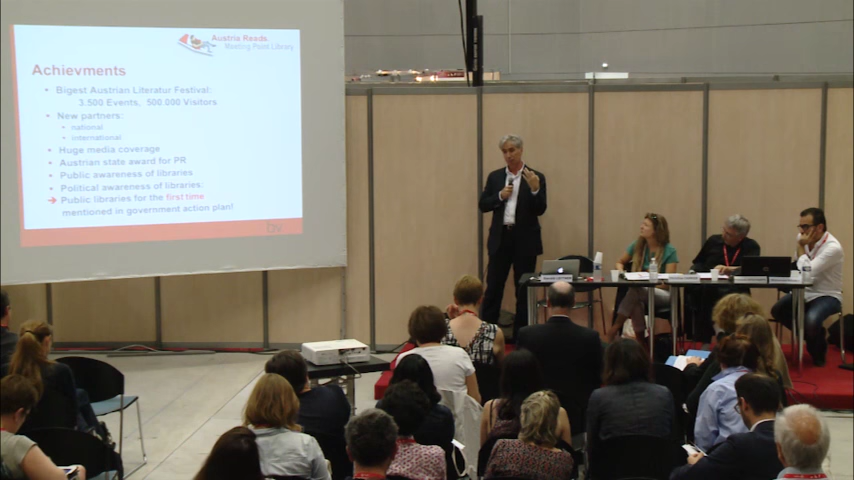 Austria Reads.
Meeting Point Library
Achievments
• Bigest Austrian Literatur Festival:
3.500 Events, 500 000 Visitors
• New partners:
• national
• international
• Huge media coverage
• Austrian state award for PR
• Public awareness of libraries
• Political awareness of libraries:
➔ Public libraries for the first time
mentioned in government action plan!